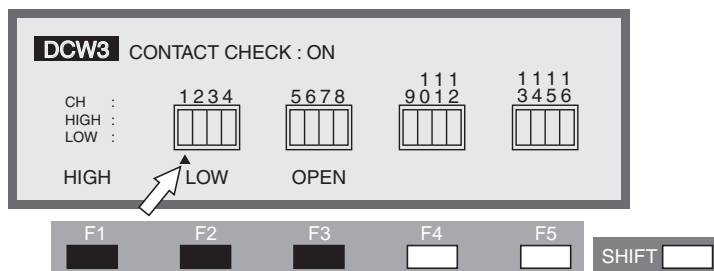 DCW3 CONTACT CHECK : ON
111 1111
CH : 1234 5678 9012 3456
HIGH :
LOW :
HIGH LOW OPEN
F1 F2 F3 F4 F5
SHIFT